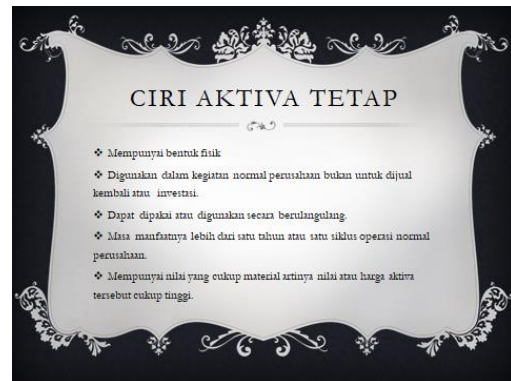 CIRI AKTIVA TETAP
❖ Mempunyai bentuk fisik
❖ Digunakan dalam kegiatan normal perusahaan bukan untuk dijual
kembali atau investasi.
❖ Dapat dipakai atau digunakan secara berulangulang.
❖ Masa manfaatnya lebih dari satu tahun atau satu siklus operasi normal
perusahaan.
❖ Mempunyai nilai yang cukup material artinya nilai atau harga aktiva
tersebut cukup tinggi.